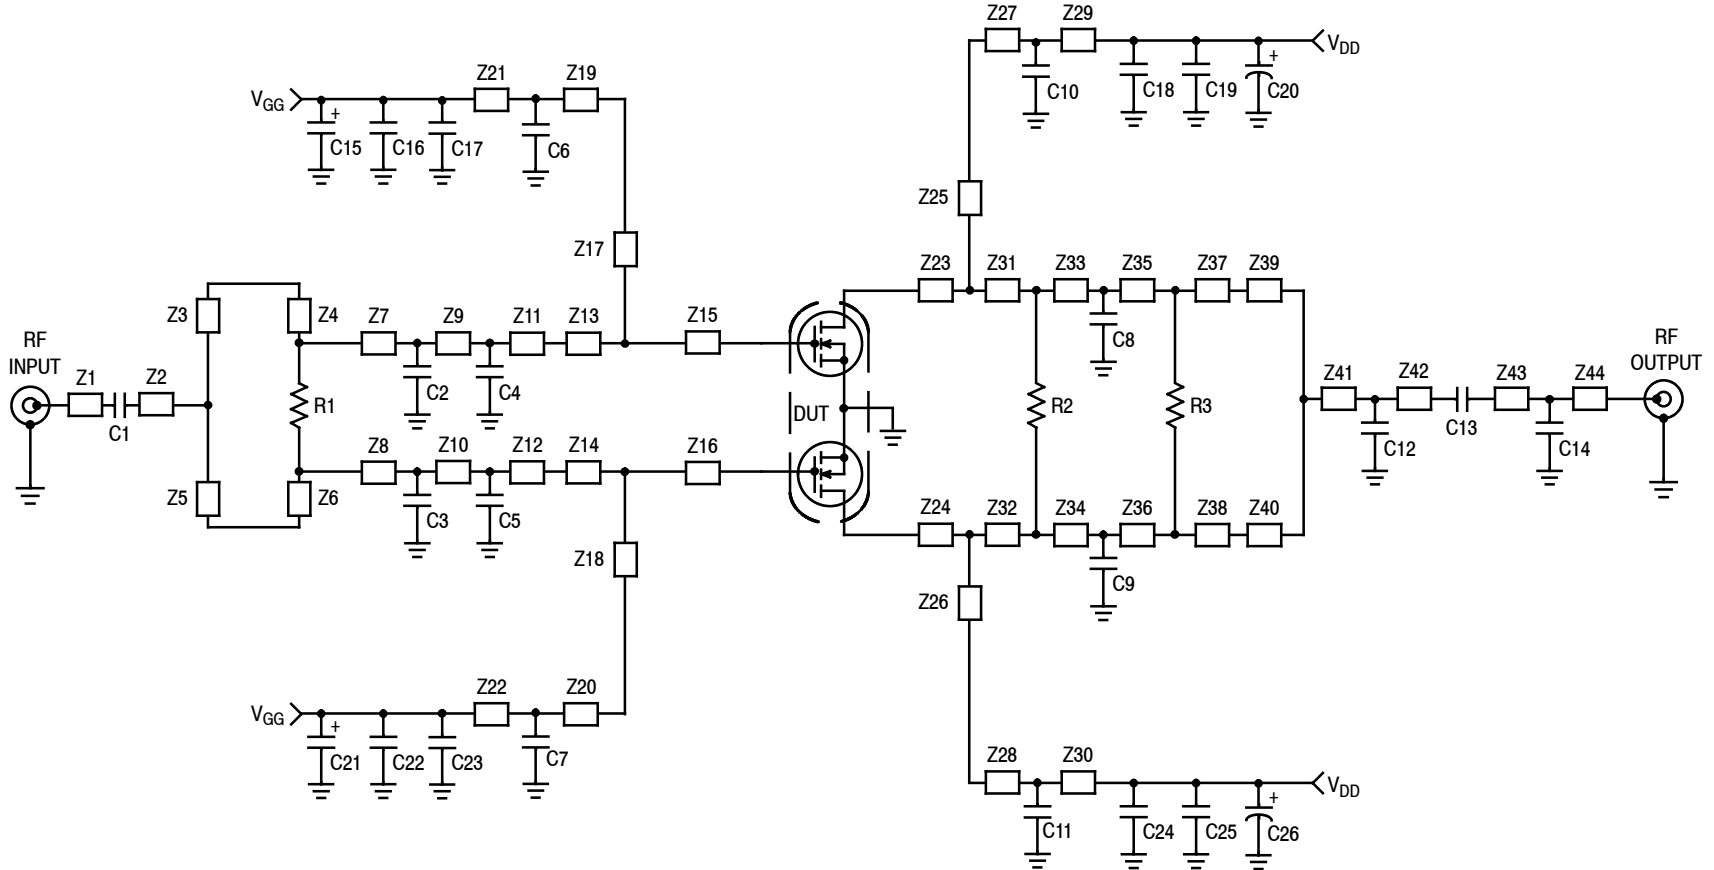 Z27 Z29
VDD
C10 C18 C19 C20
+
Z21 Z19
VGG
+
C15 C16 C17 C6
Z25
Z17
Z23 Z31 Z33 Z35 Z37 Z39
Z3 Z4 Z7 Z9 Z11 Z13 Z15
C8
RF
INPUT
Z1 Z2
C1
R1
C2 C4
DUT
R2 R3
Z41 Z42 Z43 Z44
RF
OUTPUT
C12 C13 C14
Z8 Z10 Z12 Z14 Z16
Z5 Z6
C3 C5
Z24 Z32 Z34 Z36 Z38 Z40
Z18
C9
Z26
Z22 Z20
VGG
+
C21 C22 C23 C7
Z28 Z30
VDD
+
C11 C24 C25 C26